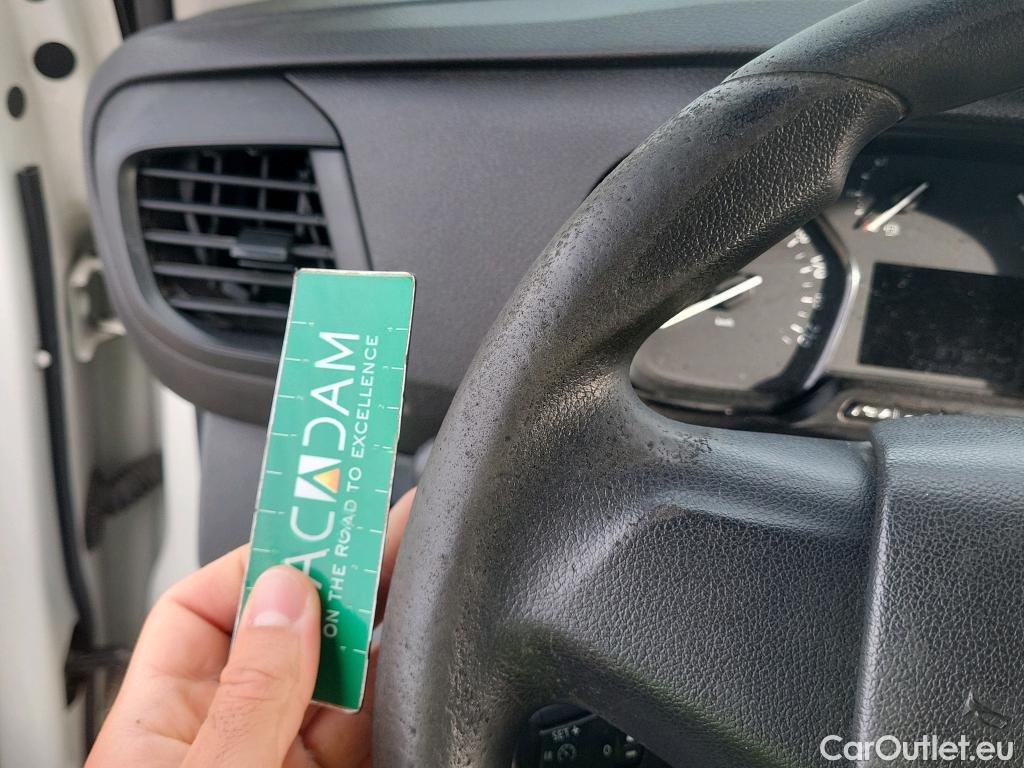 ACADAM
ON THE ROAD TO EXCELLENCE
SET +
CarOutlet.eu